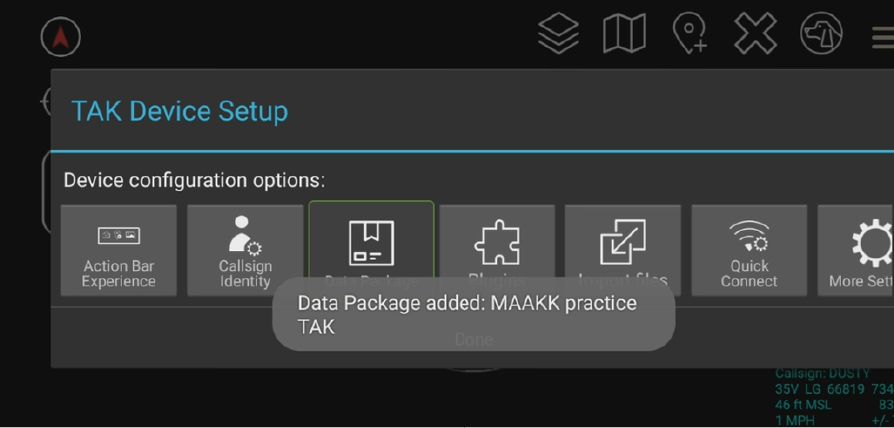 TAK Device Setup
Device configuration options:
Action Bar
Experience
Callsign
Identity
Data Package
Plugins
Import files
Quick
Connect
More Sett
Data Package added: MAAKK practice
TAK
Done
Callsign: DUSTY
35V LG 66819 734
46 ft MSL 83
1 MPH +/-